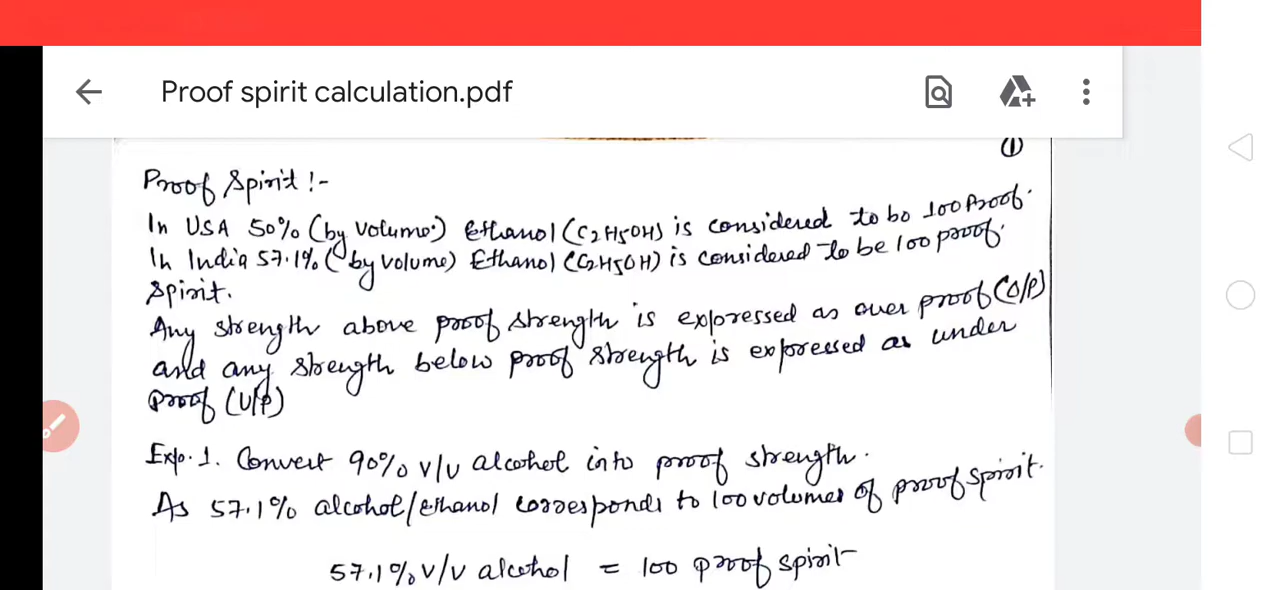 Proof spirit calculation.pdf
(1)
Proof Spirit :-
In USA 50% (by volume) Ethanol (C2H5OH) is considered to be 100 Proof.
In India 57.1% (by volume) Ethanol (C2H5OH) is considered to be 100 proof
Spirit.
Any strength above proof strength is expressed as over proof (O/P)
and any strength below proof strength is expressed as under
proof (U/P)
Exp. 1. Convert 90% v/v alcohol into proof strength.
As 57.1% alcohol/ethanol corresponds to 100 volumes of proof spirit.
57.1% v/v alcohol = 100 proof spirit